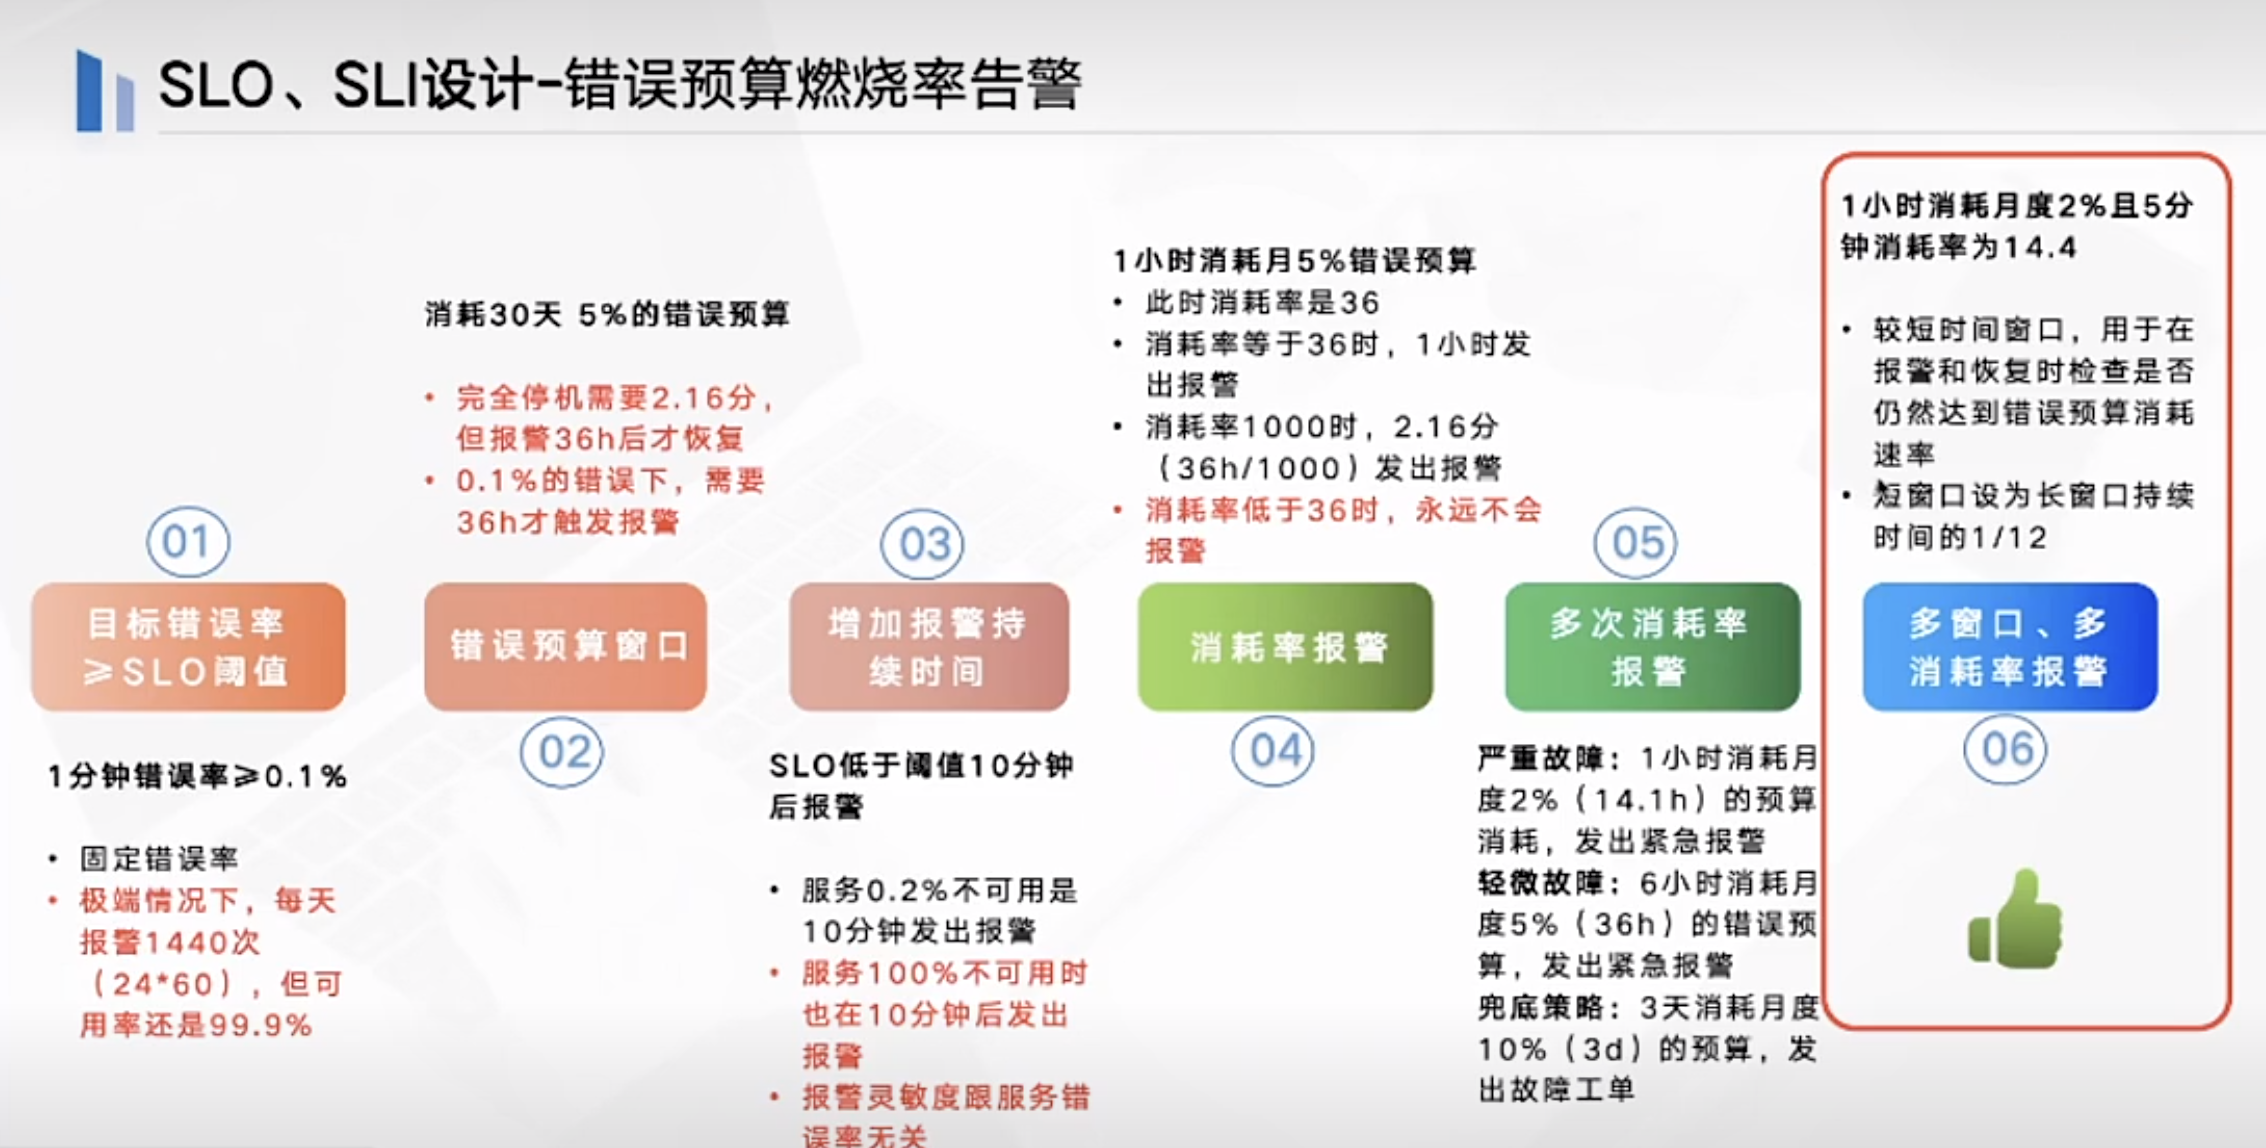 SLO、SLI设计-错误预算燃烧率告警
01
目标错误率
≥SLO阈值
1分钟错误率≥0.1%
• 固定错误率
• 极端情况下，每天
报警1440次
（24*60），但可
用率还是99.9%
消耗30天 5%的错误预算
• 完全停机需要2.16分，
但报警36h后才恢复
• 0.1%的错误下，需要
36h才触发报警
错误预算窗口
02
03
增加报警持
续时间
SLO低于阈值10分钟
后报警
• 服务0.2%不可用是
10分钟发出报警
• 服务100%不可用时
也在10分钟后发出
报警
• 报警灵敏度跟服务错
误率无关
1小时消耗月5%错误预算
• 此时消耗率是36
• 消耗率等于36时，1小时发
出报警
• 消耗率1000时，2.16分
（36h/1000）发出报警
• 消耗率低于36时，永远不会
报警
消耗率报警
04
05
多次消耗率
报警
严重故障：1小时消耗月
度2%（14.1h）的预算
消耗，发出紧急报警
轻微故障：6小时消耗月
度5%（36h）的错误预
算，发出紧急报警
兜底策略：3天消耗月度
10%（3d）的预算，发
出故障工单
1小时消耗月度2%且5分
钟消耗率为14.4
• 较短时间窗口，用于在
报警和恢复时检查是否
仍然达到错误预算消耗
速率
• 短窗口设为长窗口持续
时间的1/12
多窗口、多
消耗率报警
06